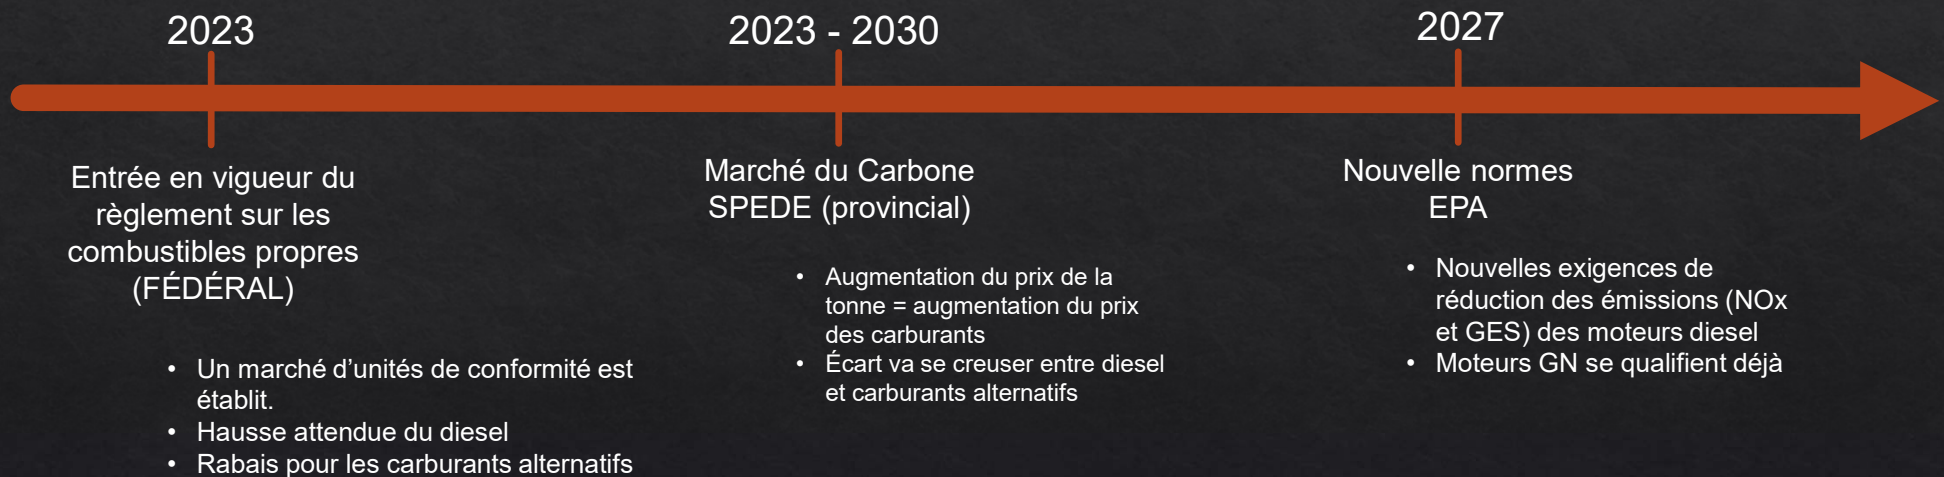 2023
Entrée en vigueur du
règlement sur les
combustibles propres
(FÉDÉRAL)
• Un marché d’unités de conformité est
établit.
• Hausse attendue du diesel
• Rabais pour les carburants alternatifs
2023 - 2030
Marché du Carbone
SPEDE (provincial)
• Augmentation du prix de la
tonne = augmentation du prix
des carburants
• Écart va se creuser entre diesel
et carburants alternatifs
2027
Nouvelle normes
EPA
• Nouvelles exigences de
réduction des émissions (NOx
et GES) des moteurs diesel
• Moteurs GN se qualifient déjà